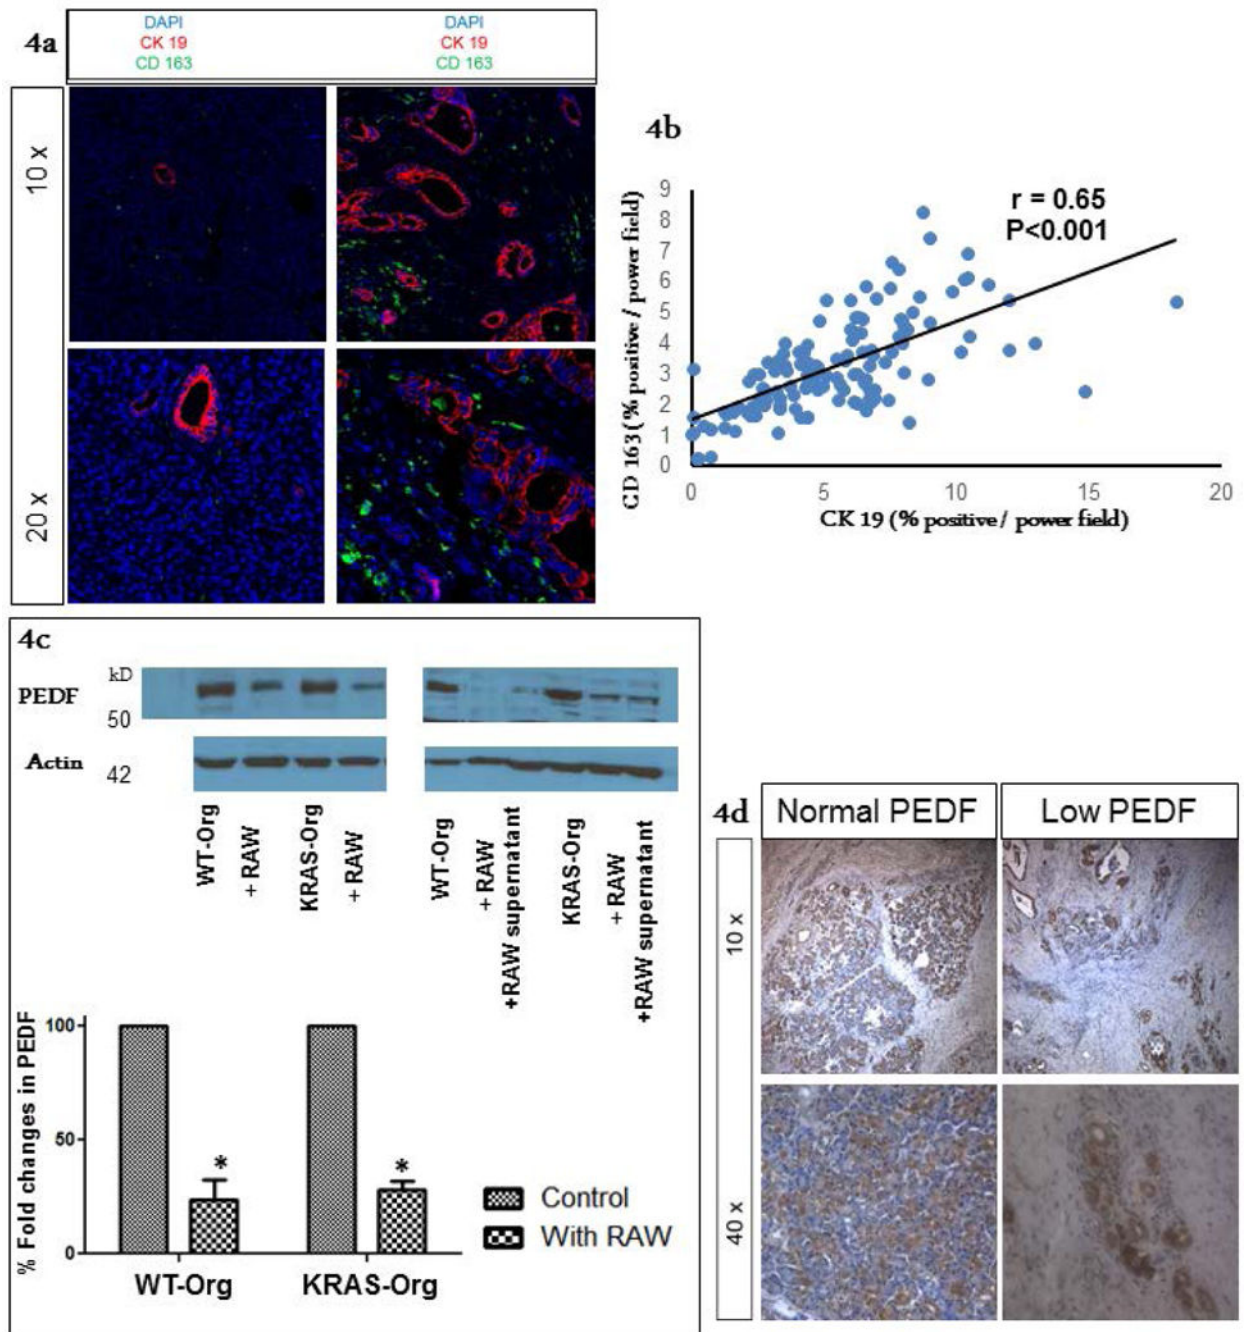 4a
DAPI
CK 19
CD 163
DAPI
CK 19
CD 163
10 x
20 x
4b
r = 0.65
P<0.001
CD 163 (% positive / power field)
9
8
7
6
5
4
3
2
1
0
0 5 10 15 20
CK 19 (% positive / power field)
4c
kD
PEDF
50
Actin
42
WT-Org
+ RAW
KRAS-Org
+ RAW
WT-Org
+ RAW
+RAW supernatant
KRAS-Org
+ RAW
+RAW supernatant
% Fold changes in PEDF
100
50
0
*
*
WT-Org
KRAS-Org
Control
With RAW
4d
Normal PEDF
Low PEDF
10 x
40 x